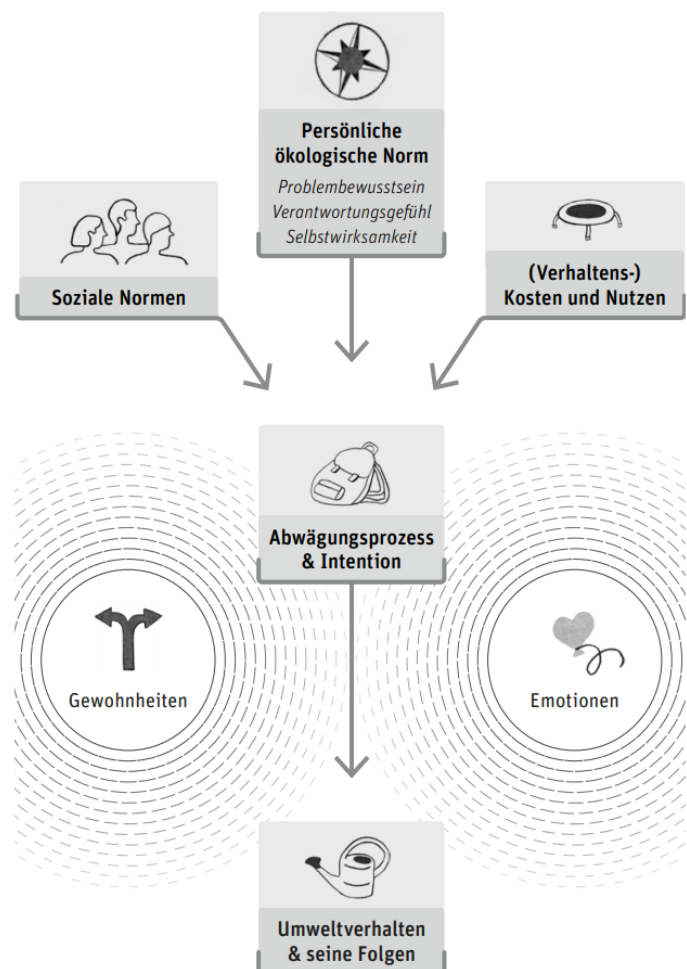 Persönliche
ökologische Norm
Problembewusstsein
Verantwortungsgefühl
Selbstwirksamkeit
Soziale Normen
(Verhaltens-)
Kosten und Nutzen
Abwägungsprozess
& Intention
Gewohnheiten
Emotionen
Umweltverhalten
& seine Folgen